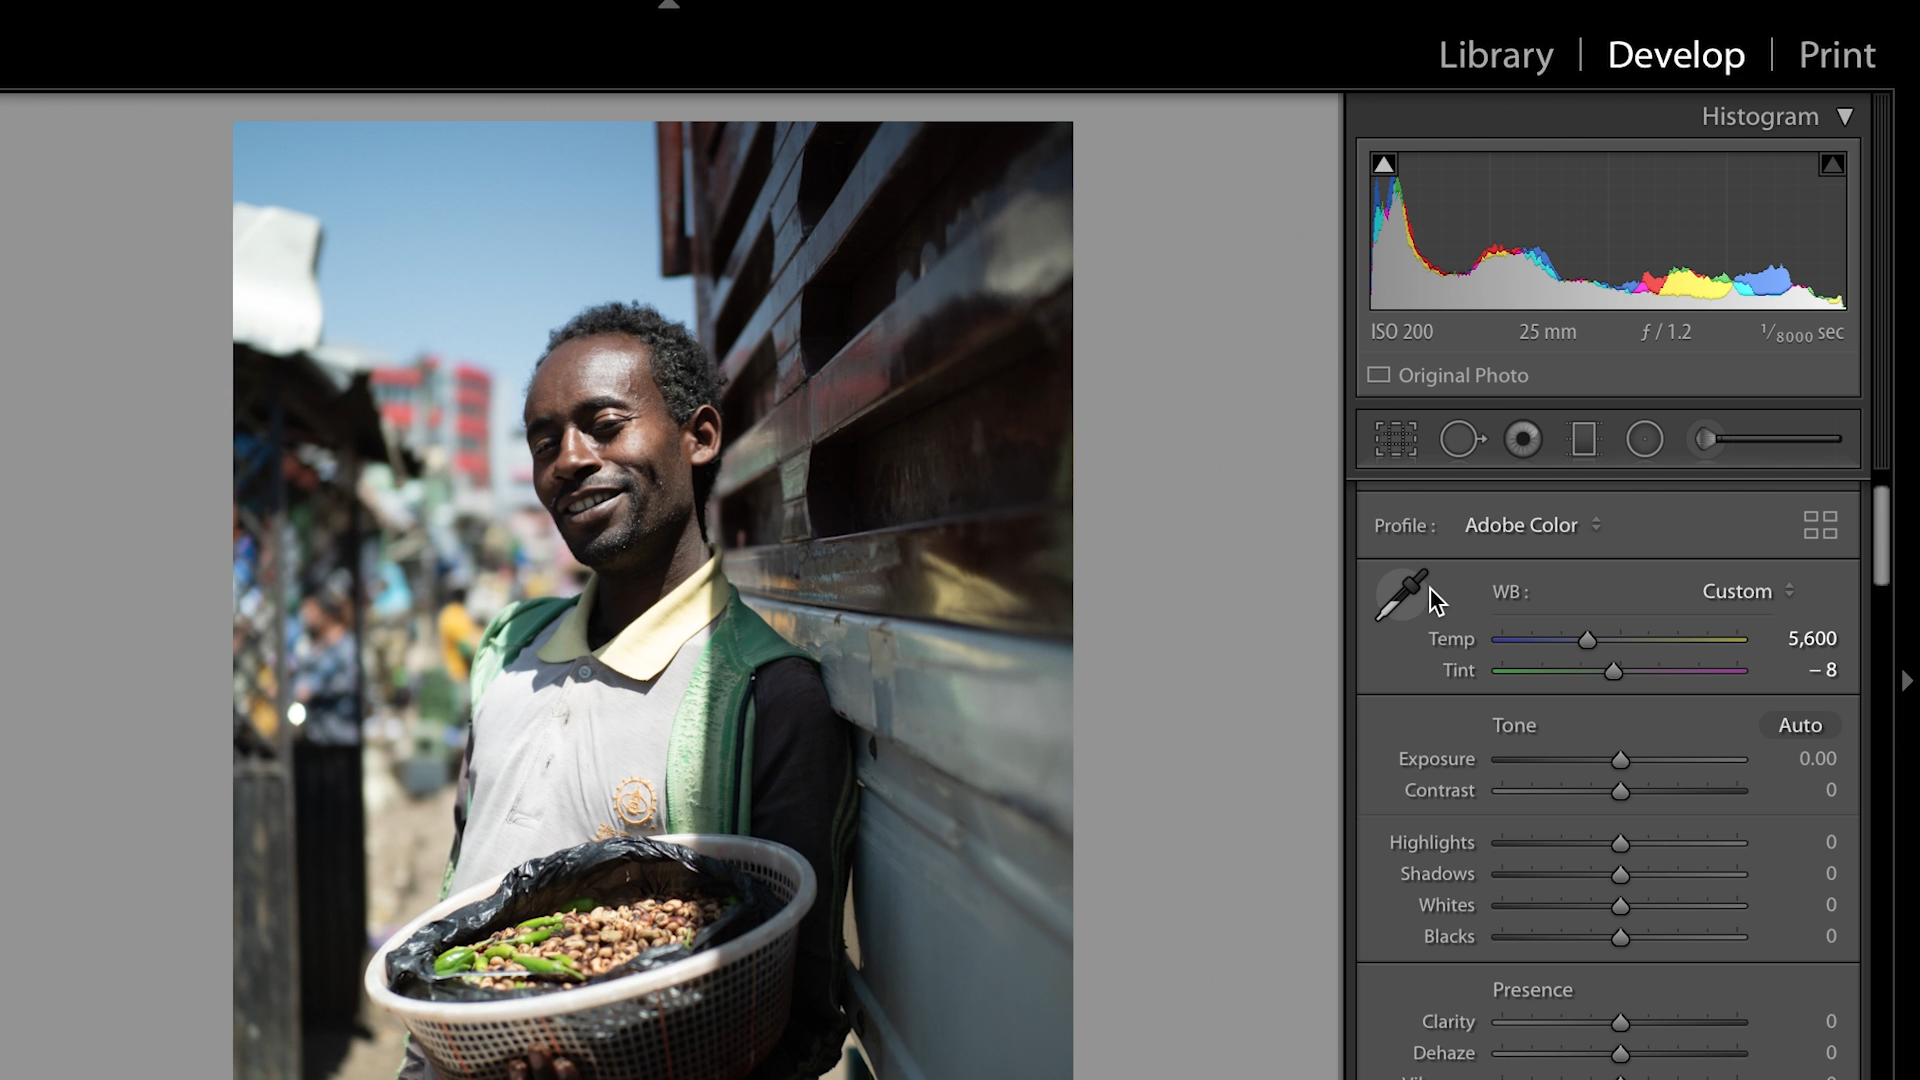 Library | Develop | Print
Histogram
ISO 200 25 mm ƒ / 1.2 1/8000 sec
Original Photo
Profile : Adobe Color
WB : Custom
Temp 5,600
Tint – 8
Tone Auto
Exposure 0.00
Contrast 0
Highlights 0
Shadows 0
Whites 0
Blacks 0
Presence
Clarity 0
Dehaze 0